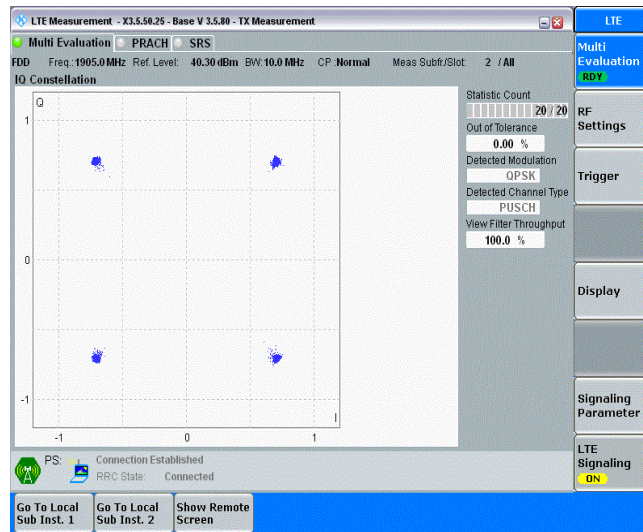 LTE Measurement - X3.5.50.25 - Base V 3.5.80 - TX Measurement
LTE
Multi Evaluation PRACH SRS
FDD Freq.: 1905.0 MHz Ref. Level: 40.30 dBm BW: 10.0 MHz CP : Normal Meas Subfr./Slot: 2 / All
IQ Constellation
Q
1
0
-1
-1 0 1
I
Statistic Count
20 / 20
Out of Tolerance
0.00 %
Detected Modulation
QPSK
Detected Channel Type
PUSCH
View Filter Throughput
100.0 %
Multi
Evaluation
RDY
RF
Settings
Trigger
Display
Signaling
Parameter
LTE
Signaling
ON
PS: Connection Established
RRC State: Connected
Go To Local
Sub Inst. 1
Go To Local
Sub Inst. 2
Show Remote
Screen